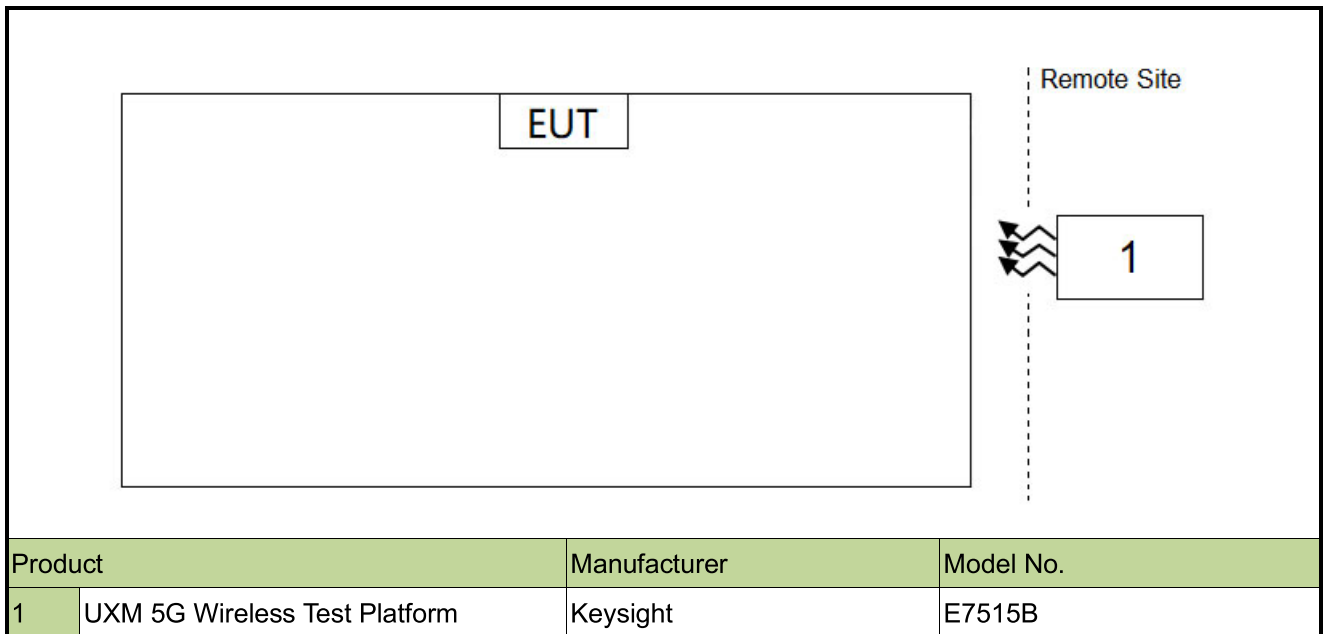 Remote Site
EUT
1
Product Manufacturer Model No.
1 UXM 5G Wireless Test Platform Keysight E7515B